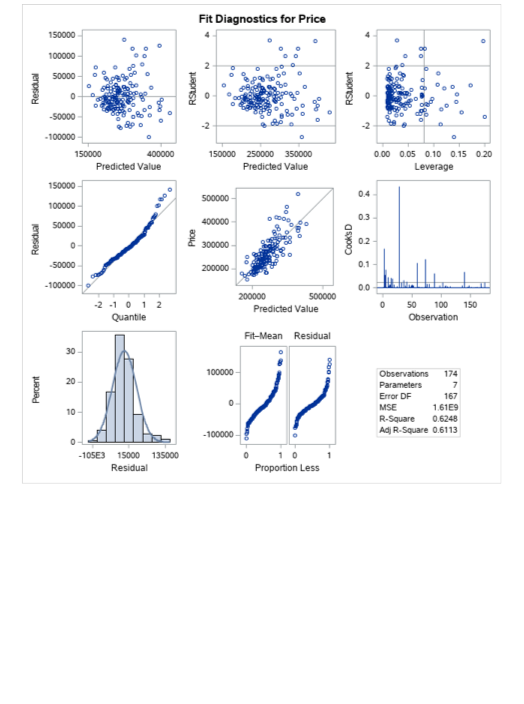 Fit Diagnostics for Price
150000
100000
50000
0
-50000
-100000
Residual
150000 400000
Predicted Value
4
2
0
-2
RStudent
150000 250000 350000
Predicted Value
4
2
0
-2
RStudent
0.00 0.05 0.10 0.15 0.20
Leverage
150000
100000
50000
0
-50000
-100000
Residual
-2 -1 0 1 2
Quantile
500000
400000
300000
200000
Price
200000 500000
Predicted Value
0.4
0.3
0.2
0.1
0.0
Cook's D
0 50 100 150
Observation
30
20
10
0
Percent
-105E3 15000 135000
Residual
Fit–Mean Residual
100000
0
-100000
0 1 0 1
Proportion Less
Observations 174
Parameters 7
Error DF 167
MSE 1.61E9
R-Square 0.6248
Adj R-Square 0.6113